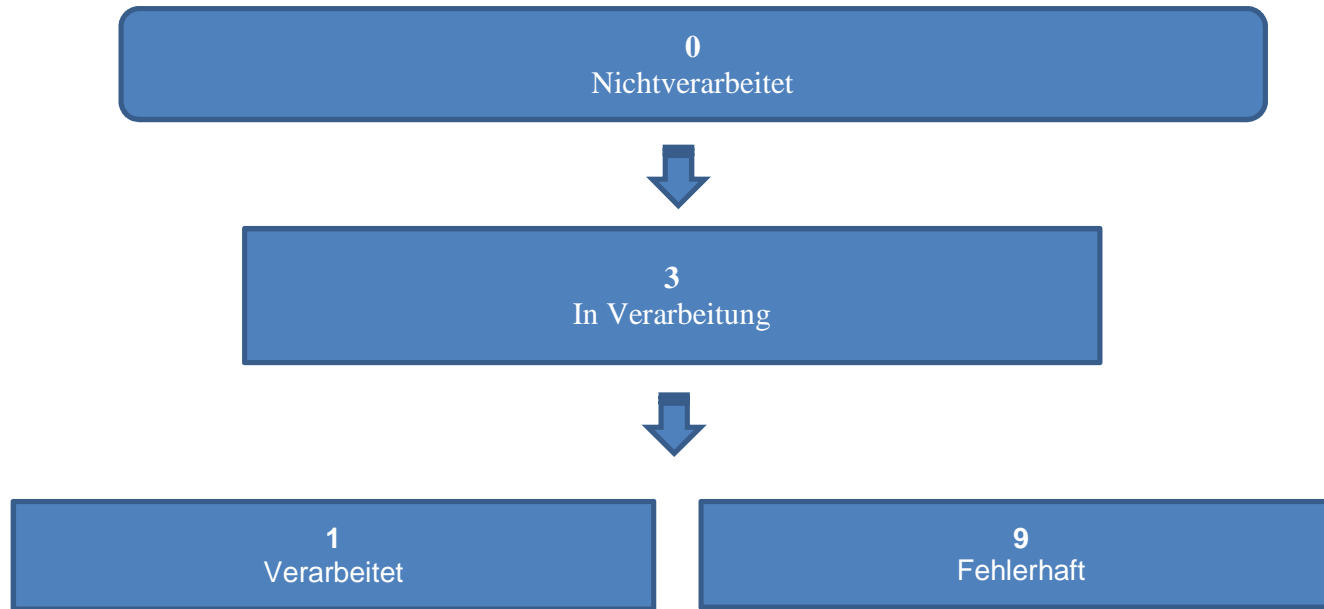 0
Nichtverarbeitet
3
In Verarbeitung
1
Verarbeitet
9
Fehlerhaft